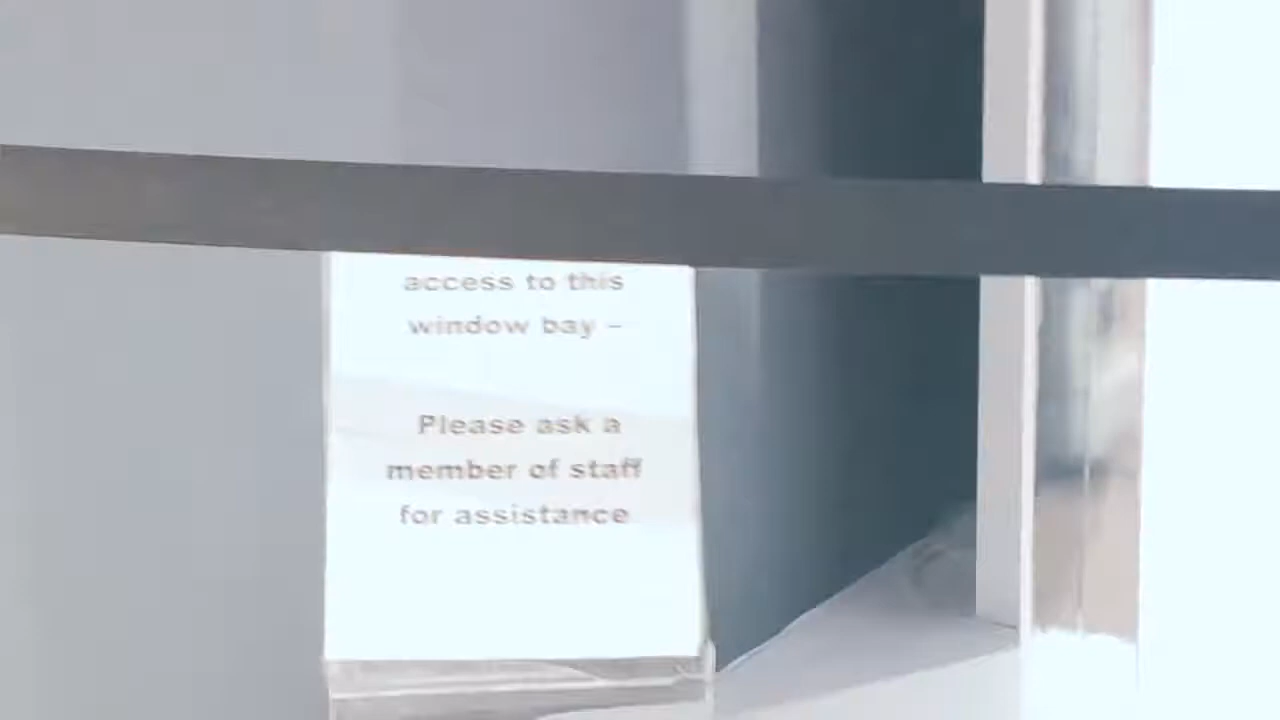 access to this
window bay –
Please ask a
member of staff
for assistance